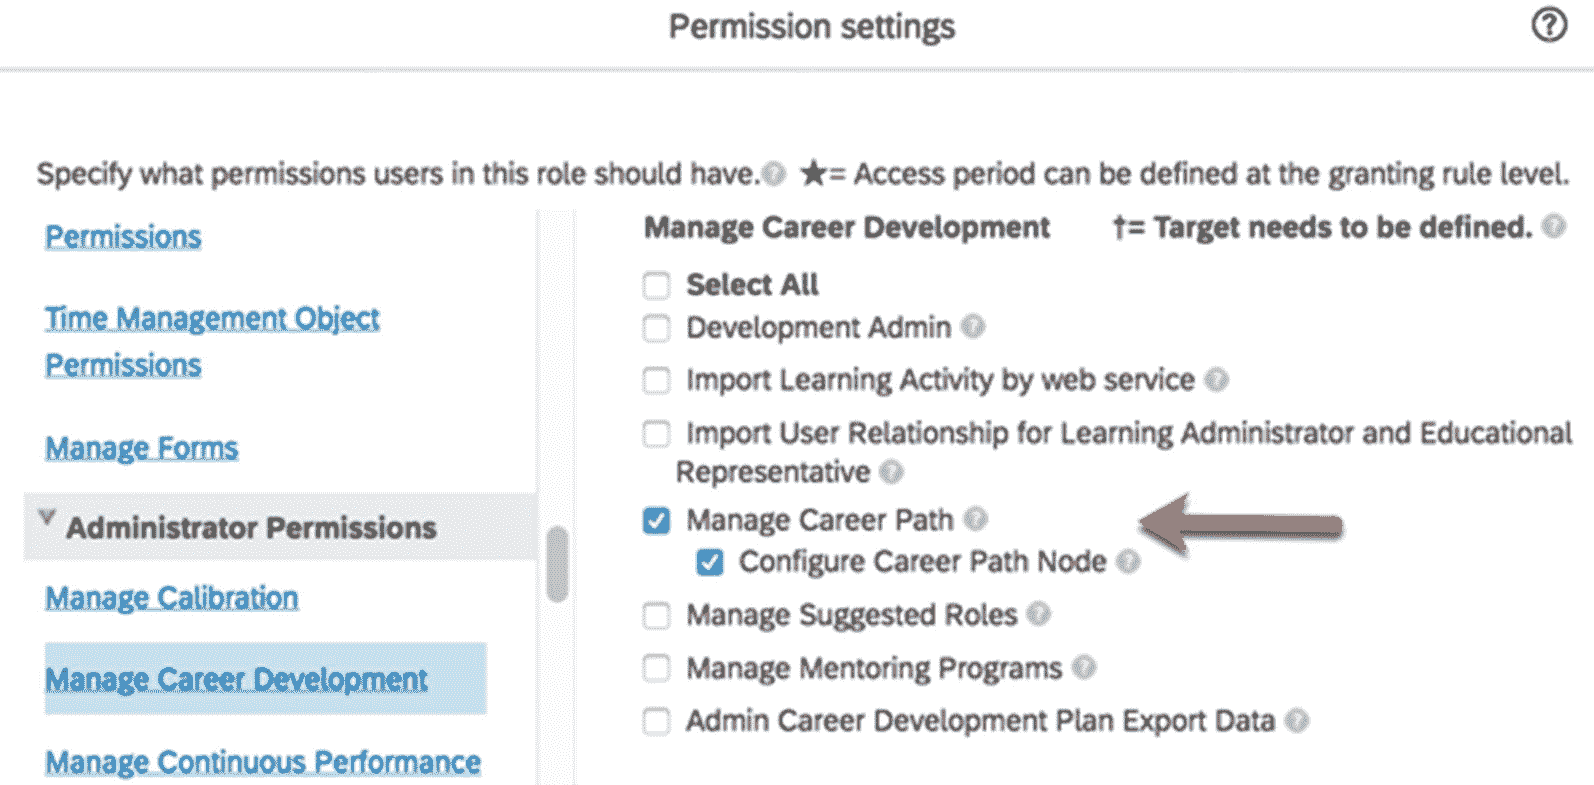 Permission settings
?
Specify what permissions users in this role should have.? ★= Access period can be defined at the granting rule level.
Permissions
Time Management Object
Permissions
Manage Forms
Administrator Permissions
Manage Calibration
Manage Career Development
Manage Continuous Performance
Manage Career Development †= Target needs to be defined. ?
Select All
Development Admin ?
Import Learning Activity by web service ?
Import User Relationship for Learning Administrator and Educational
Representative ?
Manage Career Path ?
Configure Career Path Node ?
Manage Suggested Roles ?
Manage Mentoring Programs ?
Admin Career Development Plan Export Data ?